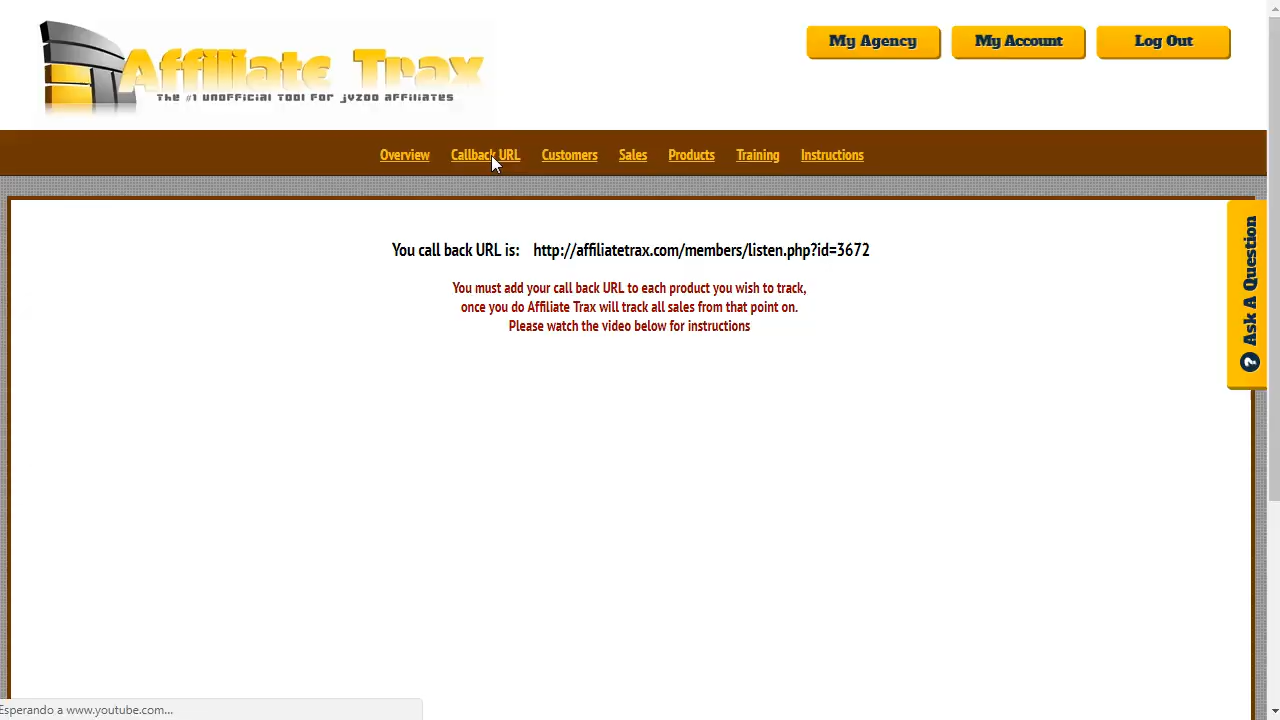 Affiliate Trax
The #1 unofficial tool for jvzoo affiliates
My Agency
My Account
Log Out
Overview
Callback URL
Customers
Sales
Products
Training
Instructions
You call back URL is: http://affiliatetrax.com/members/listen.php?id=3672
You must add your call back URL to each product you wish to track,
once you do Affiliate Trax will track all sales from that point on.
Please watch the video below for instructions
? Ask A Question
Esperando a www.youtube.com...